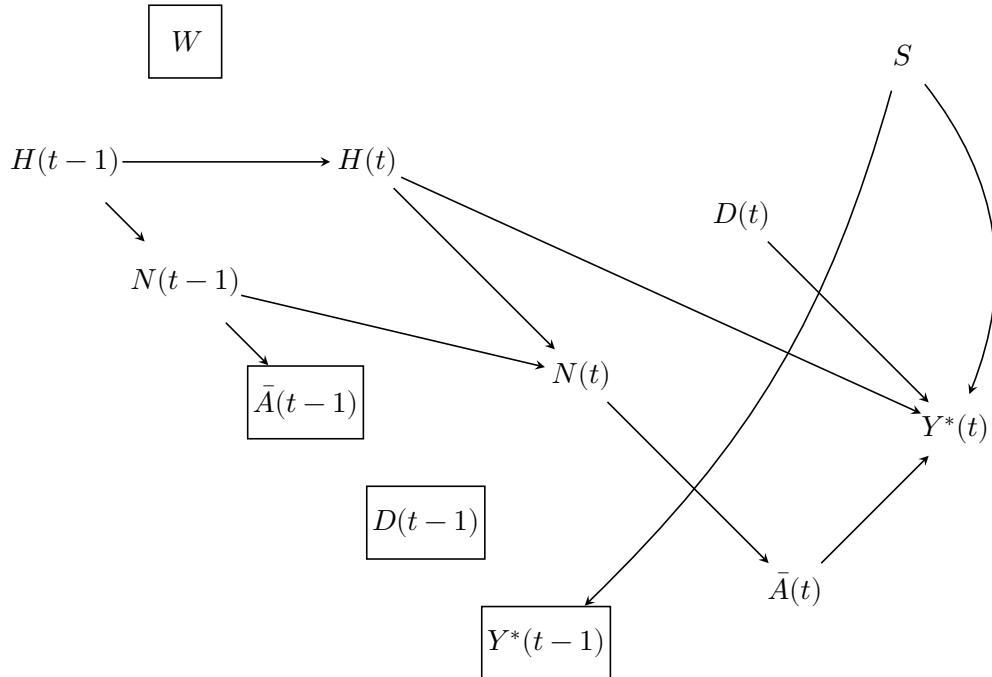 W
S
H(t − 1)
H(t)
D(t)
N(t − 1)
N(t)
Ā(t − 1)
Y*(t)
D(t − 1)
Ā(t)
Y*(t − 1)